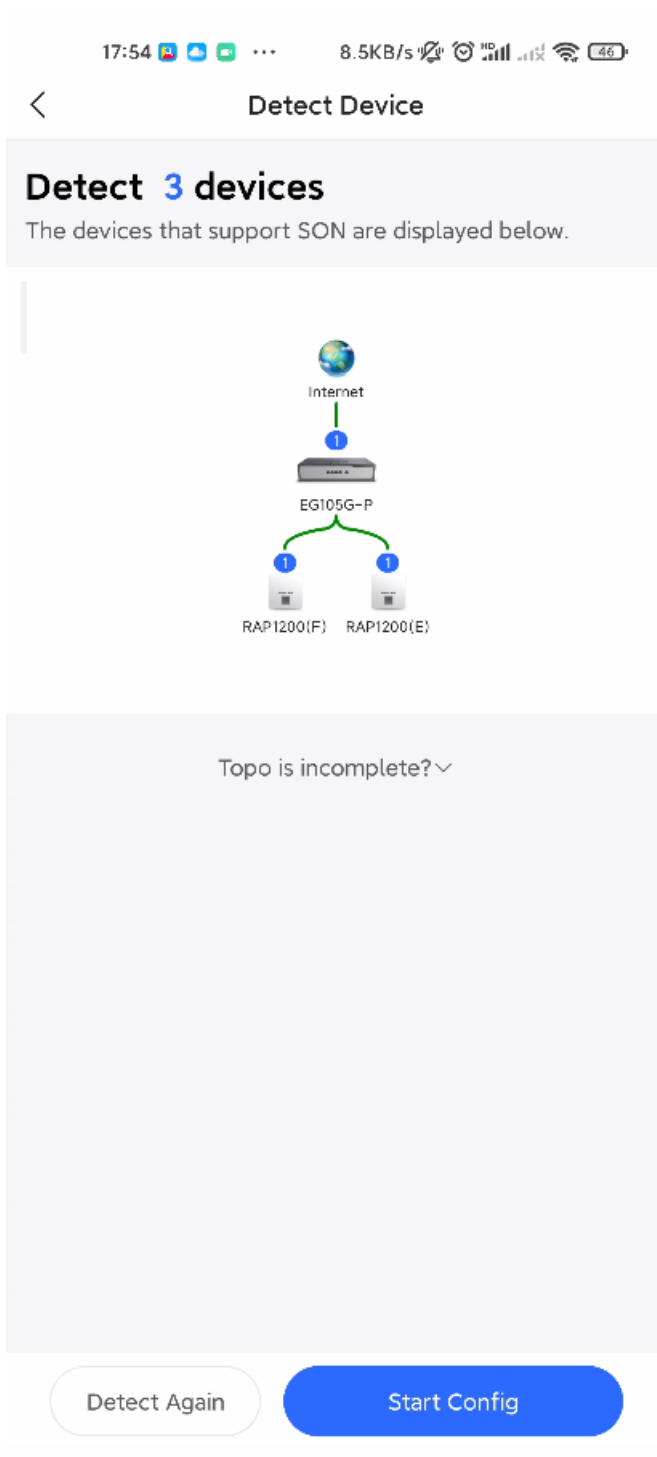 17:54 ... 8.5KB/s HD 46
Detect Device
Detect 3 devices
The devices that support SON are displayed below.
Internet
1
EG105G-P
1 1
RAP1200(F) RAP1200(E)
Topo is incomplete?
Detect Again Start Config